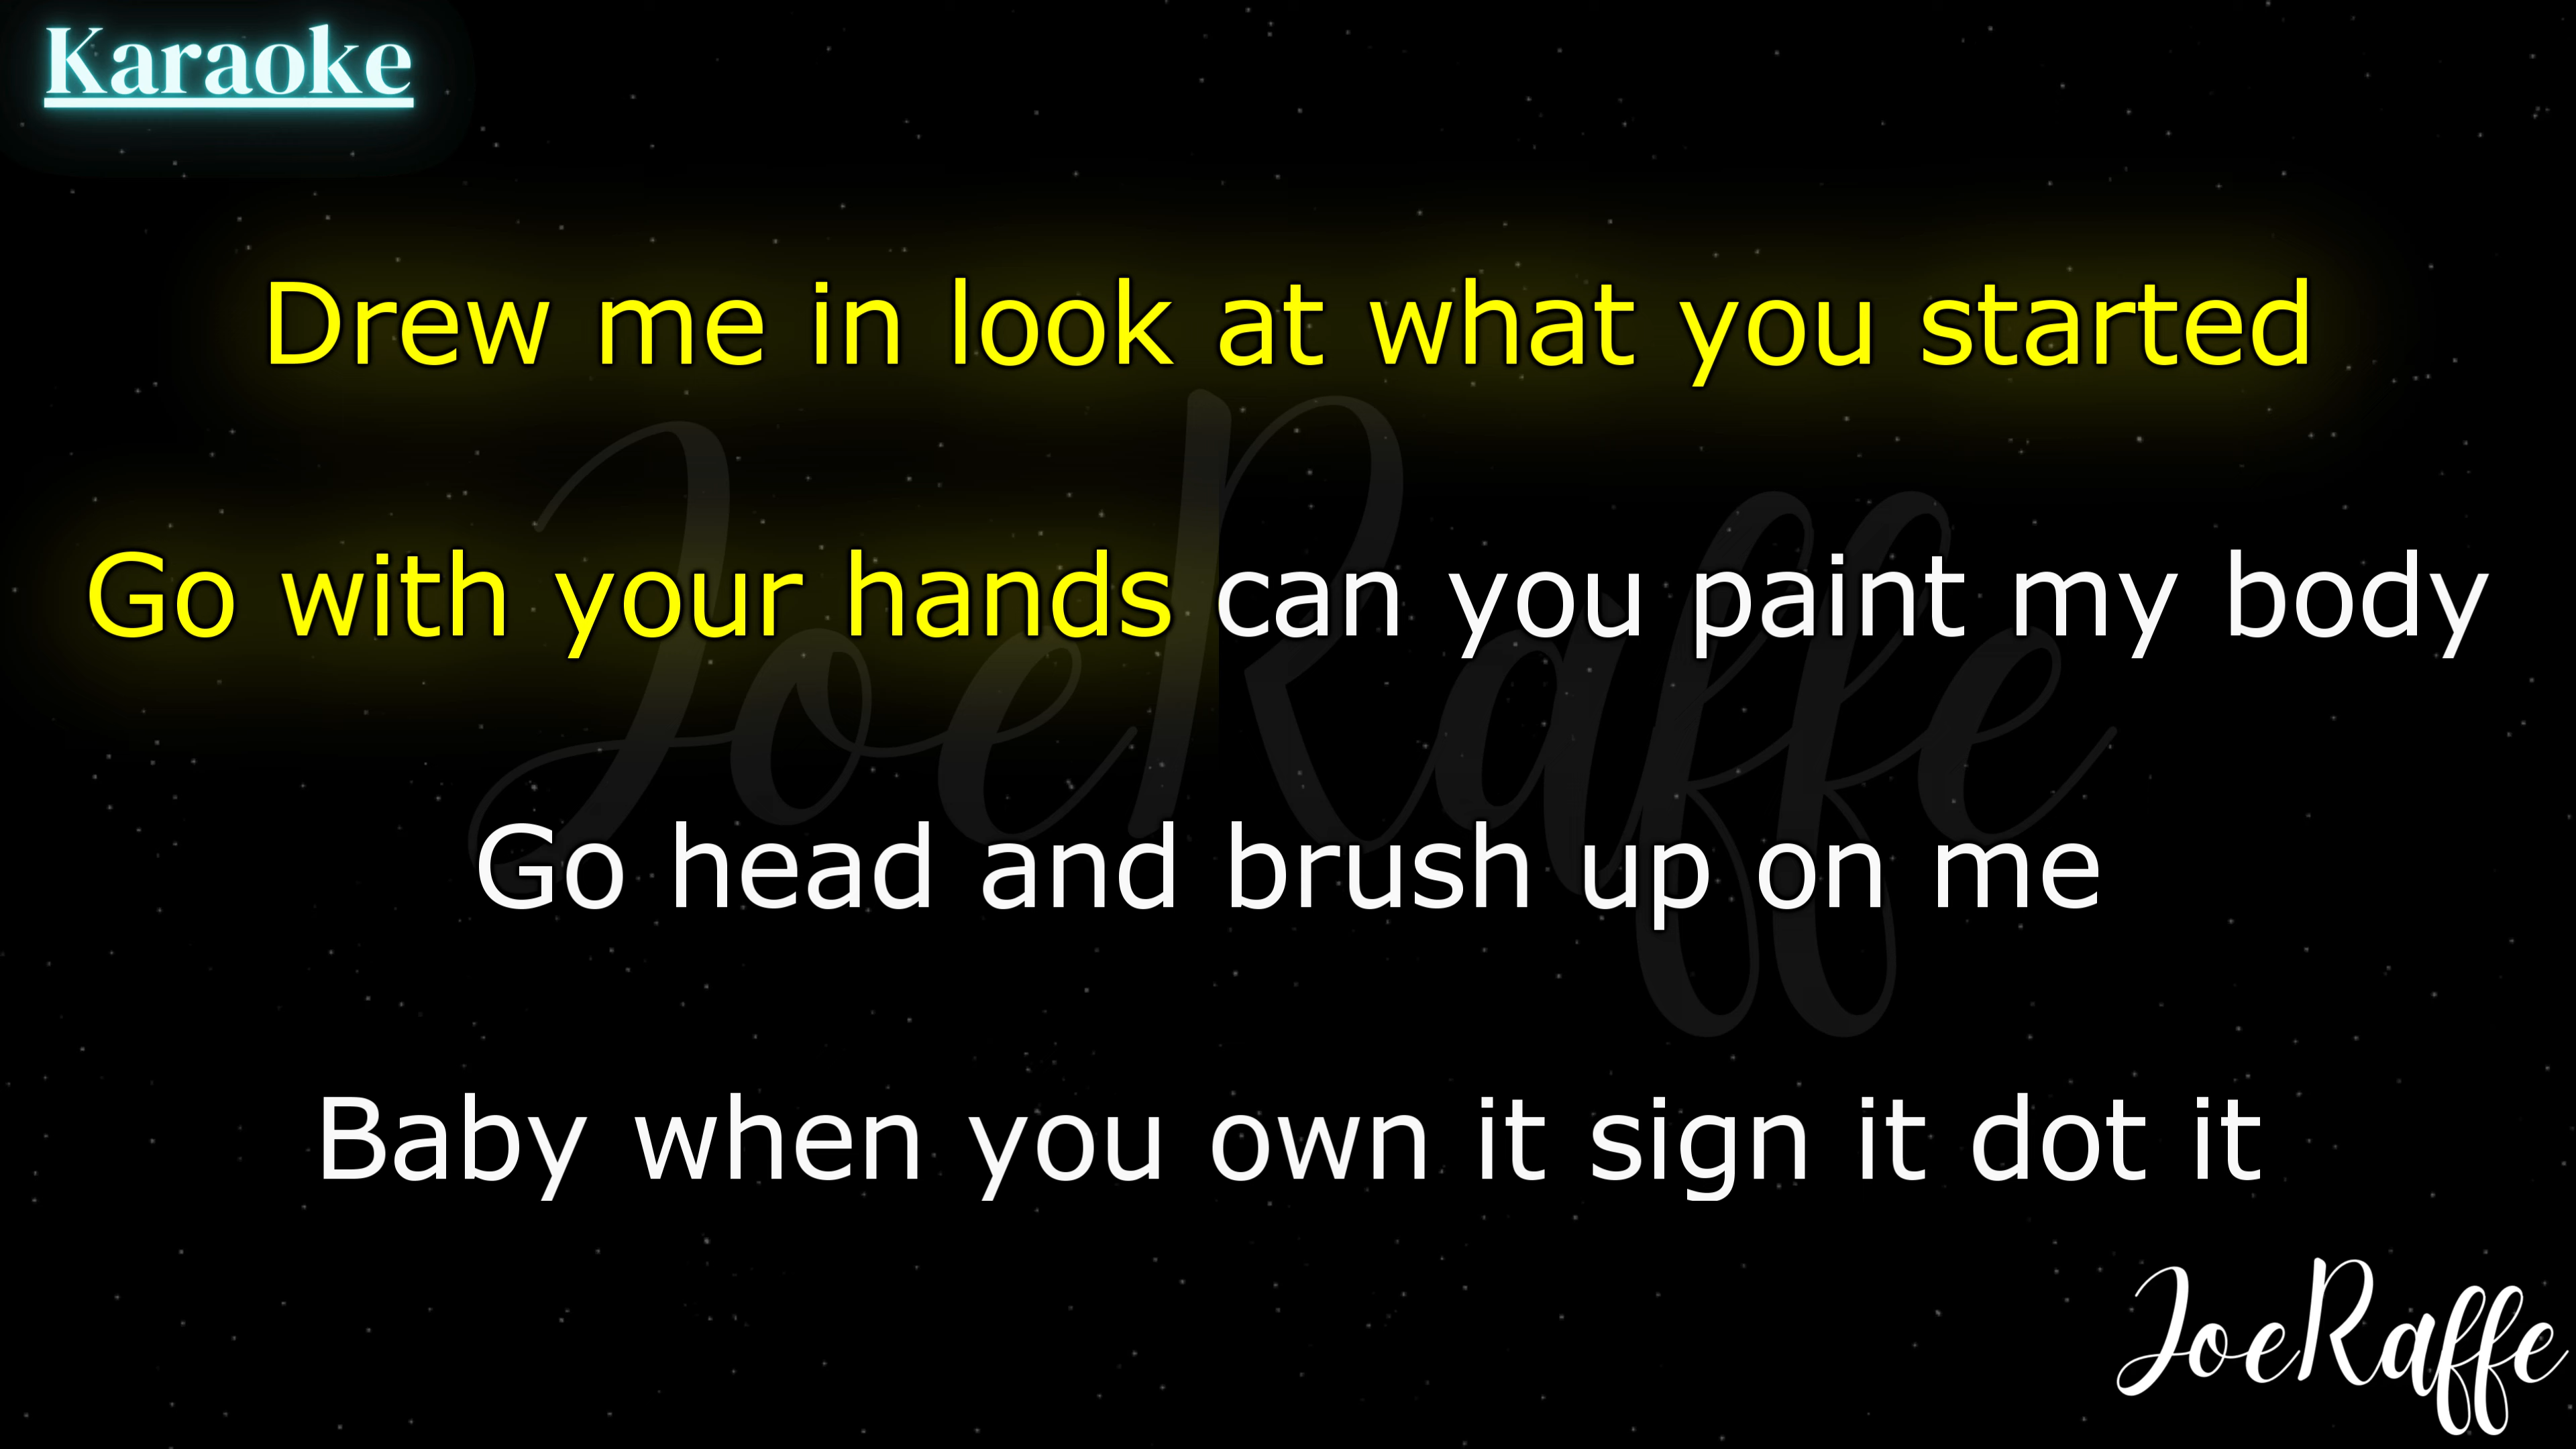 Karaoke
Drew me in look at what you started
Go with your hands can you paint my body
Go head and brush up on me
Baby when you own it sign it dot it
JoeRaffe
JoeRaffe